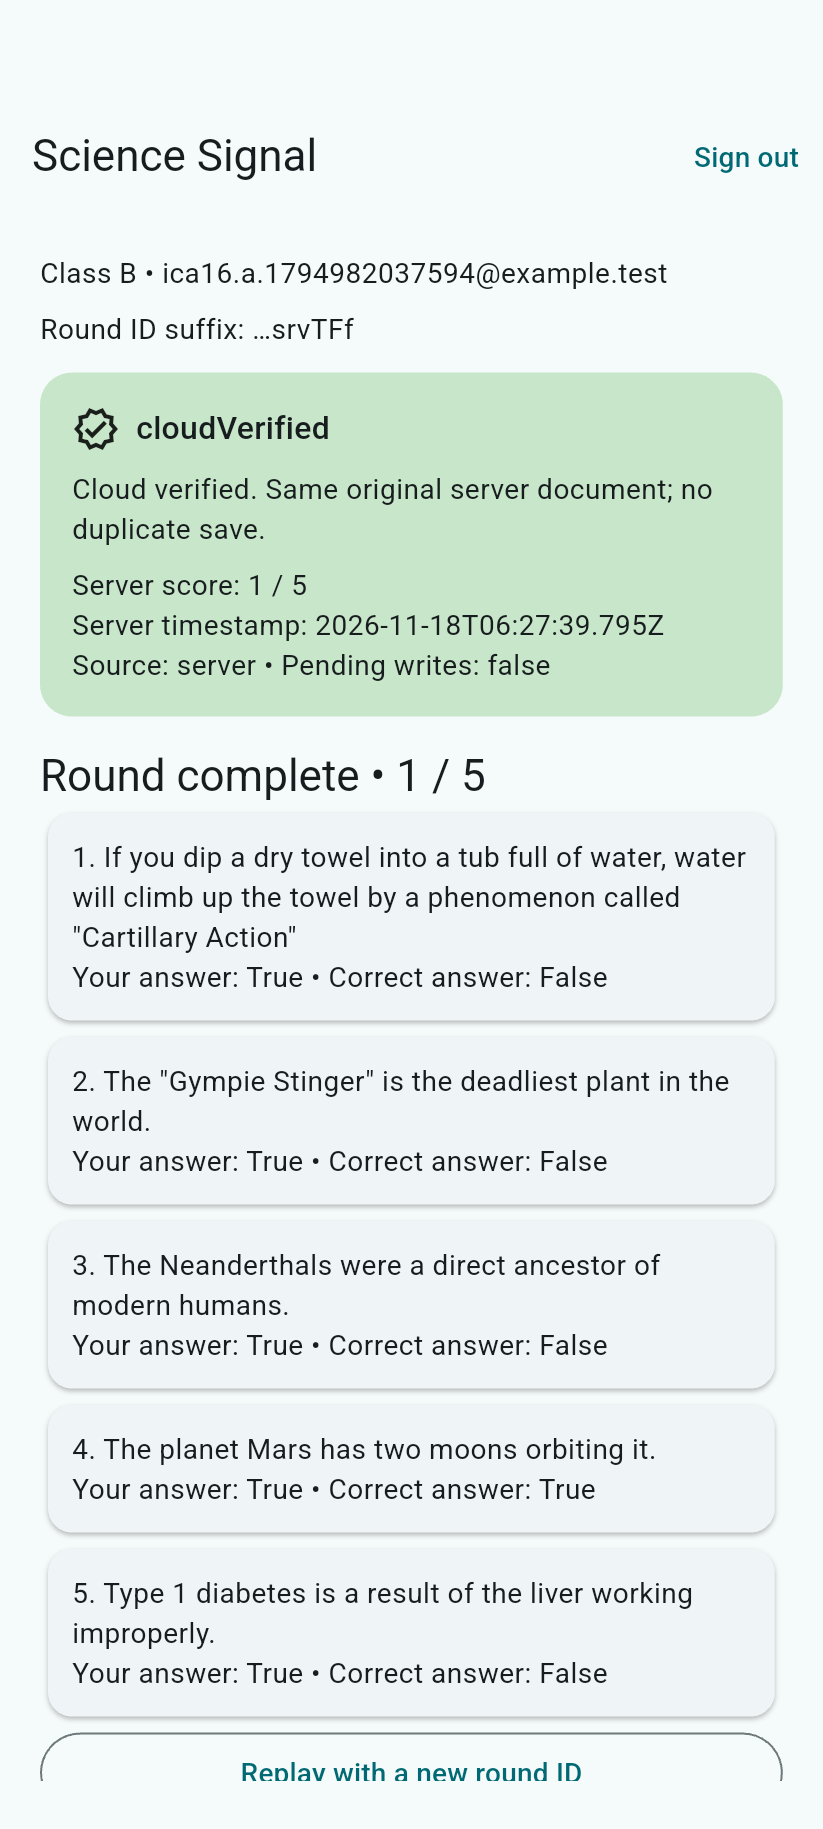 Science Signal
Sign out
Class B • ica16.a.1794982037594@example.test
Round ID suffix: …srvTFf
cloudVerified
Cloud verified. Same original server document; no
duplicate save.
Server score: 1 / 5
Server timestamp: 2026-11-18T06:27:39.795Z
Source: server • Pending writes: false
Round complete • 1 / 5
1. If you dip a dry towel into a tub full of water, water
will climb up the towel by a phenomenon called
"Cartillary Action"
Your answer: True • Correct answer: False
2. The "Gympie Stinger" is the deadliest plant in the
world.
Your answer: True • Correct answer: False
3. The Neanderthals were a direct ancestor of
modern humans.
Your answer: True • Correct answer: False
4. The planet Mars has two moons orbiting it.
Your answer: True • Correct answer: True
5. Type 1 diabetes is a result of the liver working
improperly.
Your answer: True • Correct answer: False
Replay with a new round ID